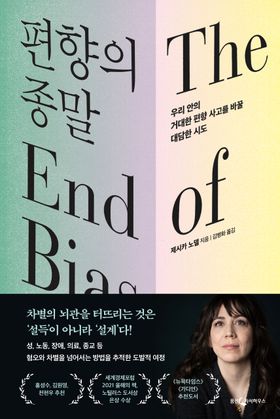 편향의
종말
The
End
of
Bias
우리 안의
거대한 편향 사고를 바꿀
대담한 시도
제시카 노델 지음 | 김병화 옮김
차별의 뇌관을 터뜨리는 것은
'설득'이 아니라 '설계'다!
성, 노동, 장애, 의료, 종교 등
혐오와 차별을 넘어서는 방법을 추적한 도발적 여정
홍성수, 김원영,
천현우 추천
세계경제포럼
2021 올해의 책,
노틸러스 도서상
은상 수상
《뉴욕타임스》
《가디언》
추천도서